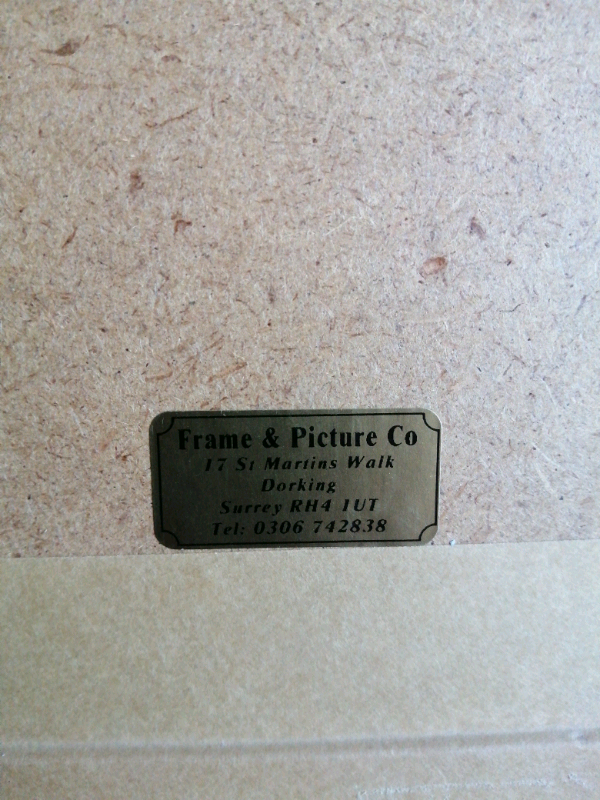 Frame & Picture Co
17 St Martins Walk
Dorking
Surrey RH4 1UT
Tel: 0306 742838